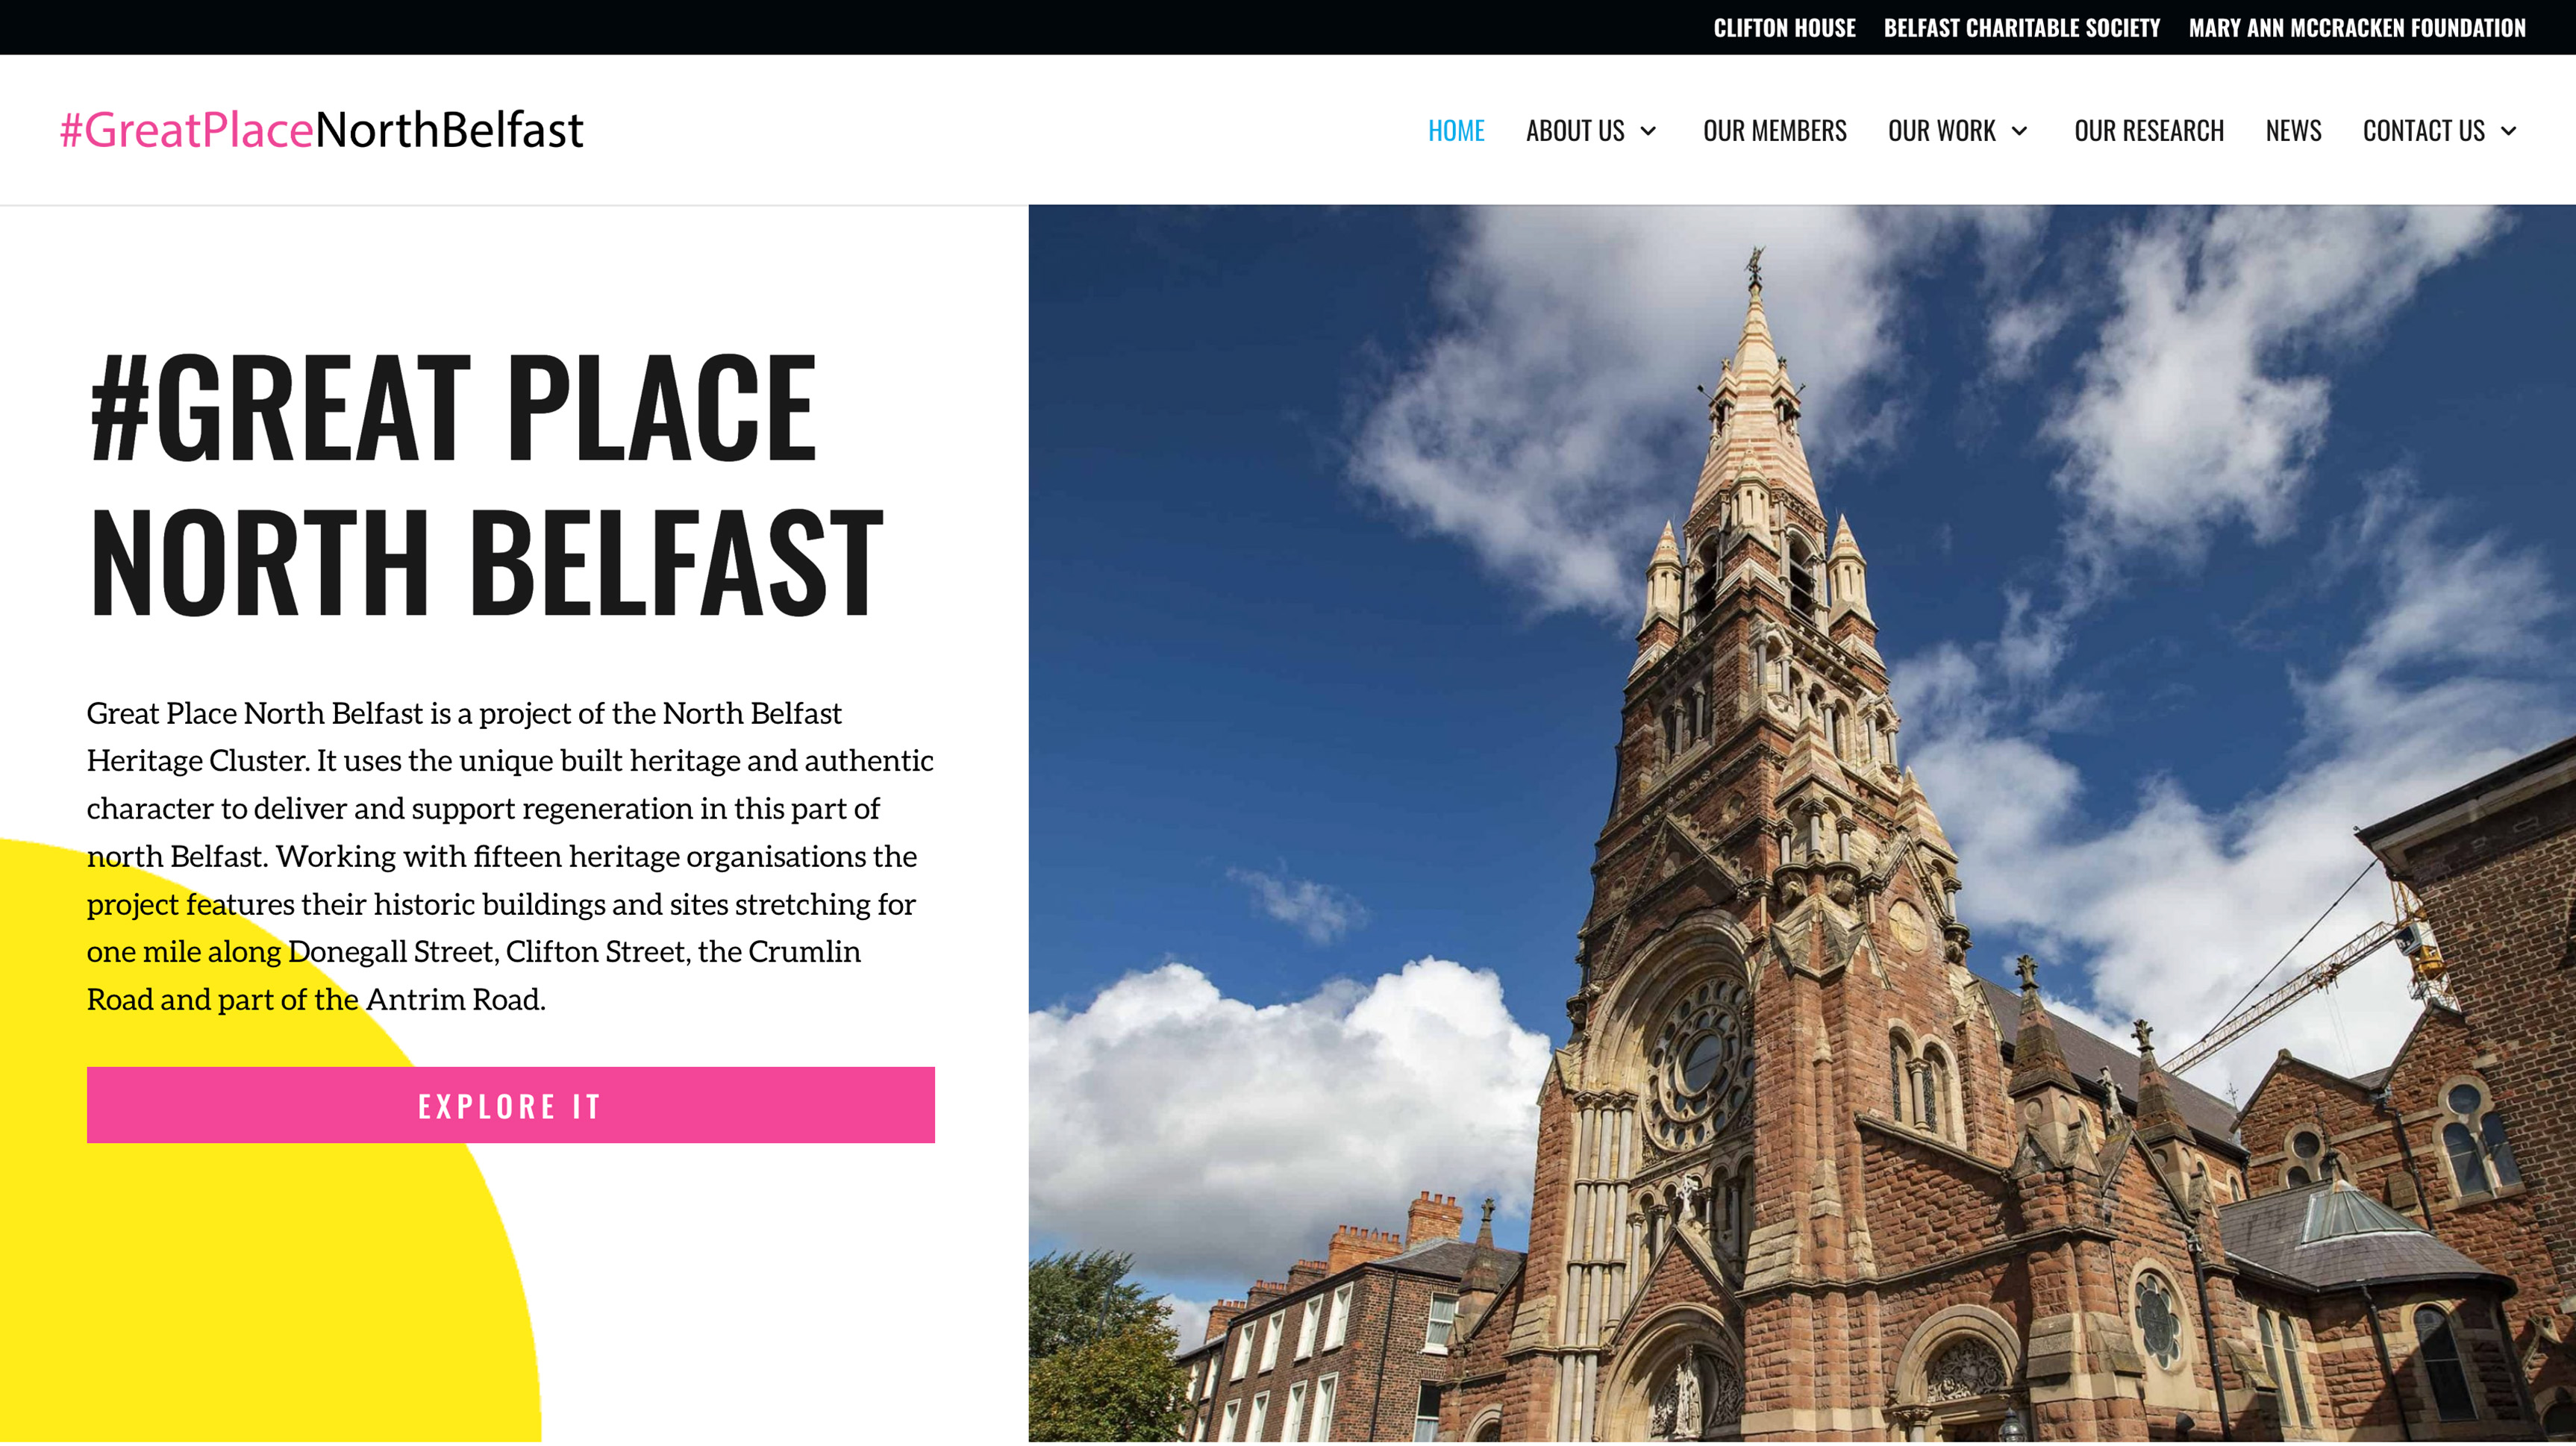 CLIFTON HOUSE BELFAST CHARITABLE SOCIETY MARY ANN MCCRACKEN FOUNDATION
#GreatPlaceNorthBelfast
HOME ABOUT US OUR MEMBERS OUR WORK OUR RESEARCH NEWS CONTACT US
#GREAT PLACE
NORTH BELFAST
Great Place North Belfast is a project of the North Belfast
Heritage Cluster. It uses the unique built heritage and authentic
character to deliver and support regeneration in this part of
north Belfast. Working with fifteen heritage organisations the
project features their historic buildings and sites stretching for
one mile along Donegall Street, Clifton Street, the Crumlin
Road and part of the Antrim Road.
EXPLORE IT